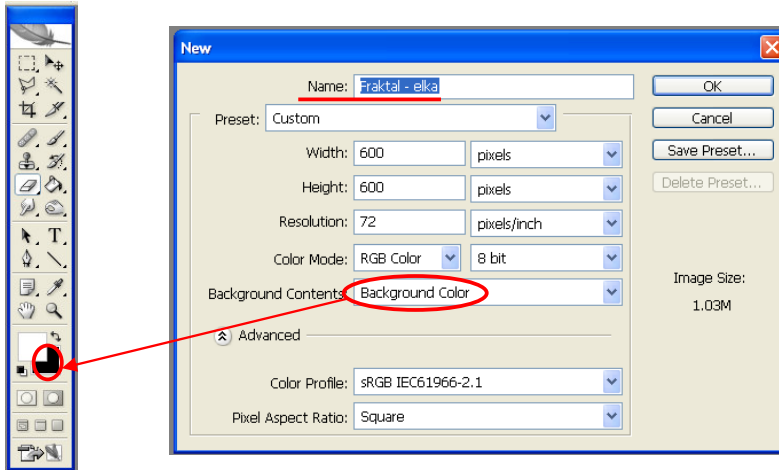 New
Name: Fraktal - elka
OK
Preset: Custom
Cancel
Width: 600 pixels
Save Preset...
Height: 600 pixels
Delete Preset...
Resolution: 72 pixels/inch
Color Mode: RGB Color 8 bit
Image Size:
1.03M
Background Contents: Background Color
Advanced
Color Profile: sRGB IEC61966-2.1
Pixel Aspect Ratio: Square
T